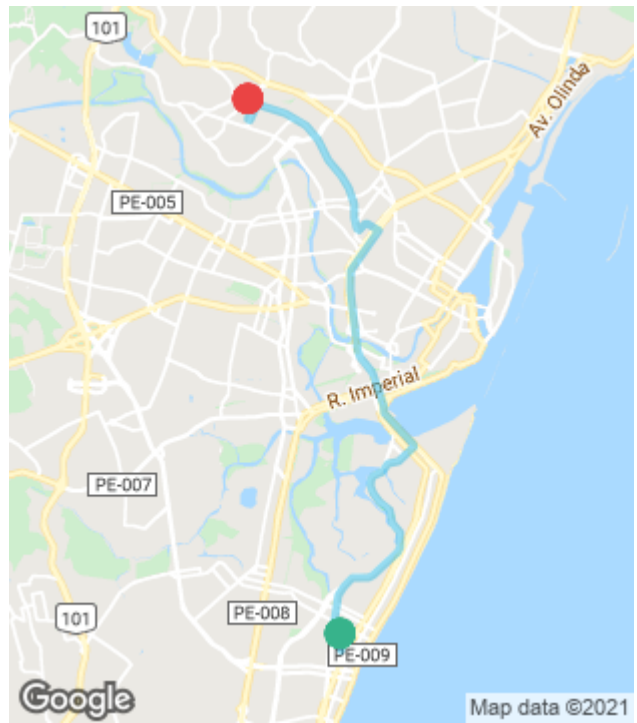 101
Av. Olinda
PE-005
R. Imperial
PE-007
PE-008
101
PE-009
Google
Map data ©2021